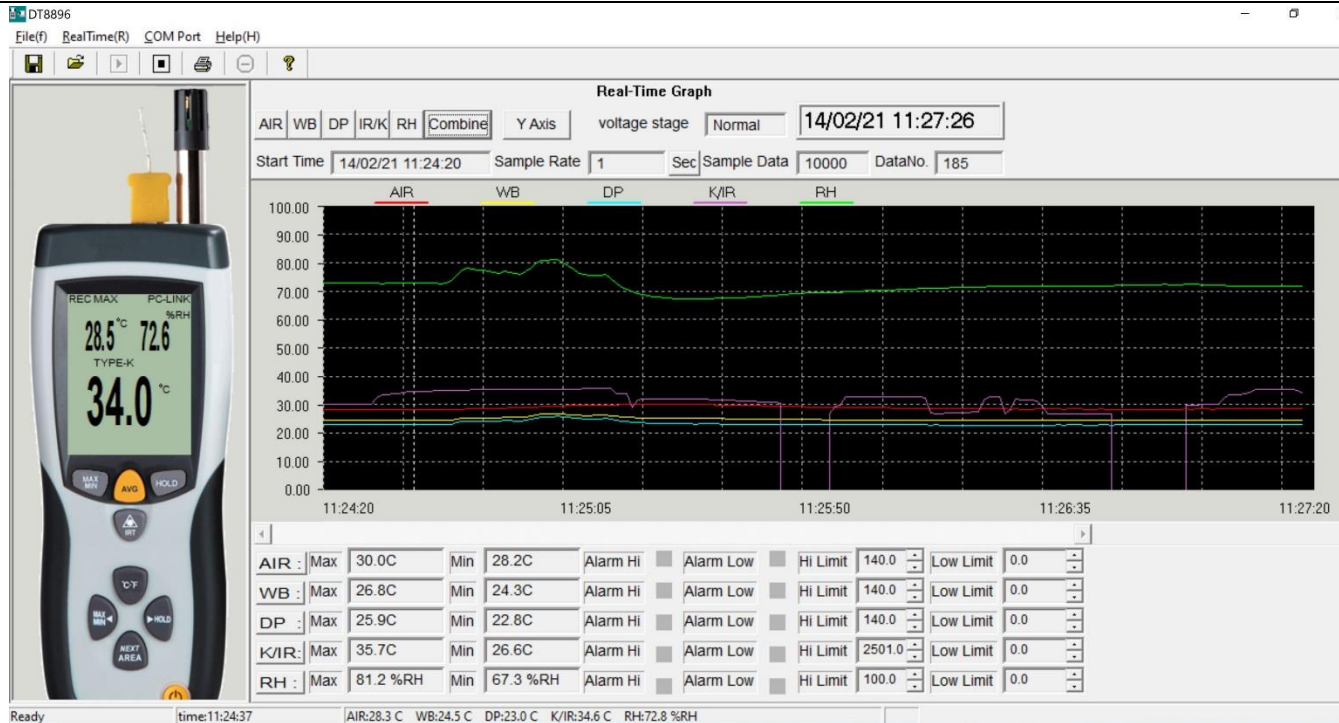 DT8896
File(f) RealTime(R) COM Port Help(H)
Real-Time Graph
AIR WB DP IR/K RH Combine Y Axis voltage stage Normal 14/02/21 11:27:26
Start Time 14/02/21 11:24:20 Sample Rate 1 Sec Sample Data 10000 DataNo. 185
AIR WB DP K/IR RH
100.00
90.00
80.00
70.00
60.00
50.00
40.00
30.00
20.00
10.00
0.00
11:24:20 11:25:05 11:25:50 11:26:35 11:27:20
REC MAX PC-LINK
%RH
28.5 °C 72.6
TYPE-K
34.0 °C
MAX MIN AVG HOLD
IRT
°C°F
MAX MIN HOLD
NEXT AREA
AIR : Max 30.0C Min 28.2C Alarm Hi Alarm Low Hi Limit 140.0 Low Limit 0.0
WB : Max 26.8C Min 24.3C Alarm Hi Alarm Low Hi Limit 140.0 Low Limit 0.0
DP : Max 25.9C Min 22.8C Alarm Hi Alarm Low Hi Limit 140.0 Low Limit 0.0
K/IR: Max 35.7C Min 26.6C Alarm Hi Alarm Low Hi Limit 2501.0 Low Limit 0.0
RH : Max 81.2 %RH Min 67.3 %RH Alarm Hi Alarm Low Hi Limit 100.0 Low Limit 0.0
Ready time:11:24:37 AIR:28.3 C WB:24.5 C DP:23.0 C K/IR:34.6 C RH:72.8 %RH